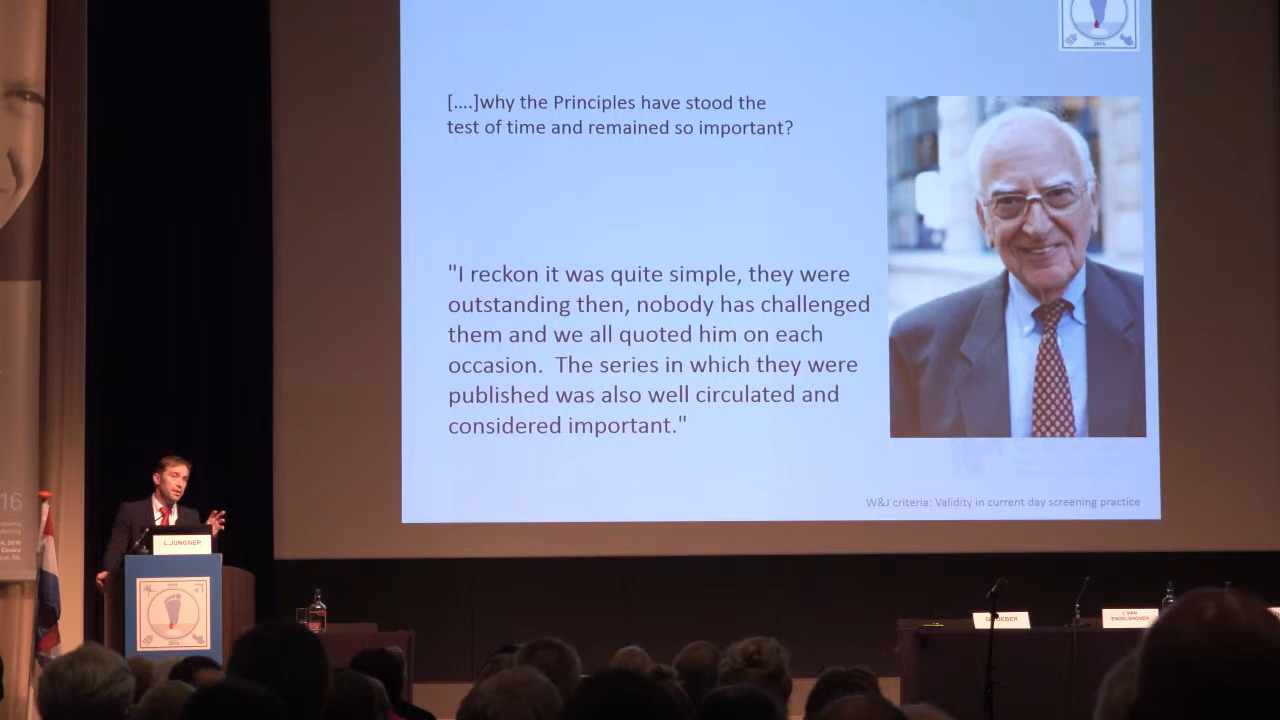 [....]why the Principles have stood the
test of time and remained so important?
"I reckon it was quite simple, they were
outstanding then, nobody has challenged
them and we all quoted him on each
occasion.  The series in which they were
published was also well circulated and
considered important."
W&J criteria: Validity in current day screening practice
16
L.JUNGNER
I. VAN
ENGELSHOVEN